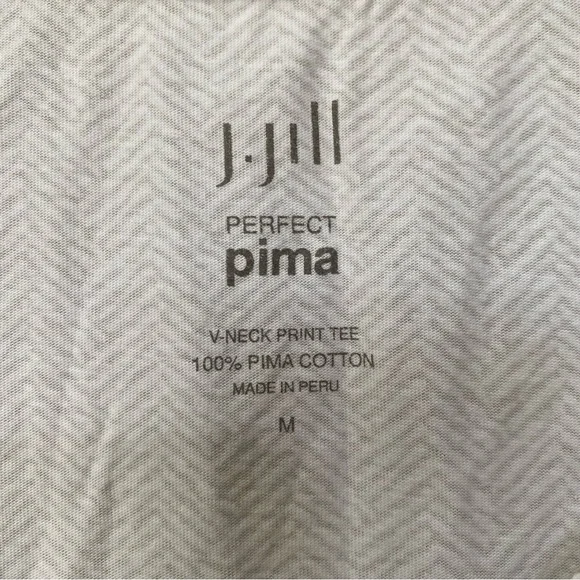 J.Jill
PERFECT
pima
V-NECK PRINT TEE
100% PIMA COTTON
MADE IN PERU
M